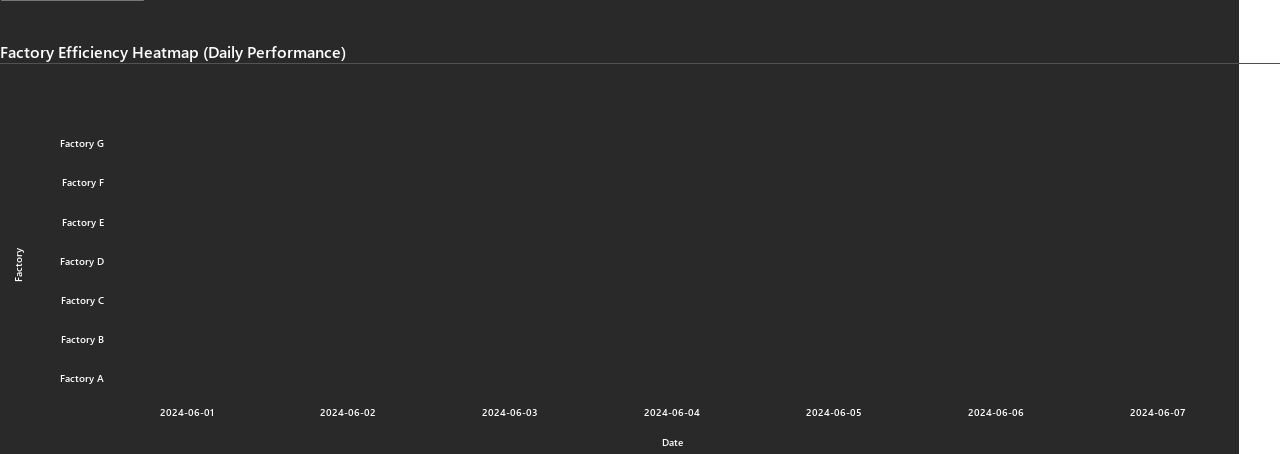 Factory Efficiency Heatmap (Daily Performance)
Factory G
Factory F
Factory E
Factory D
Factory C
Factory B
Factory A
Factory
2024-06-01
2024-06-02
2024-06-03
2024-06-04
2024-06-05
2024-06-06
2024-06-07
Date